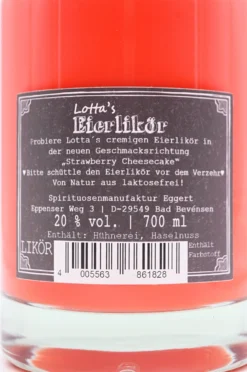 Lotta's
Eierlikör
Probiere Lotta's cremigen Eierlikör in
der neuen Geschmacksrichtung
„Strawberry Cheesecake"
♥Bitte schüttle den Eierlikör vor dem Verzehr♥
Von Natur aus laktosefrei!
Spirituosenmanufaktur Eggert
Eppenser Weg 3 | D-29549 Bad Bevensen
20 % vol. | 700 ml
Enthält: Hühnerei, Haselnuss
LIKÖR
Enthält
Farbstoff
4 005563 861828